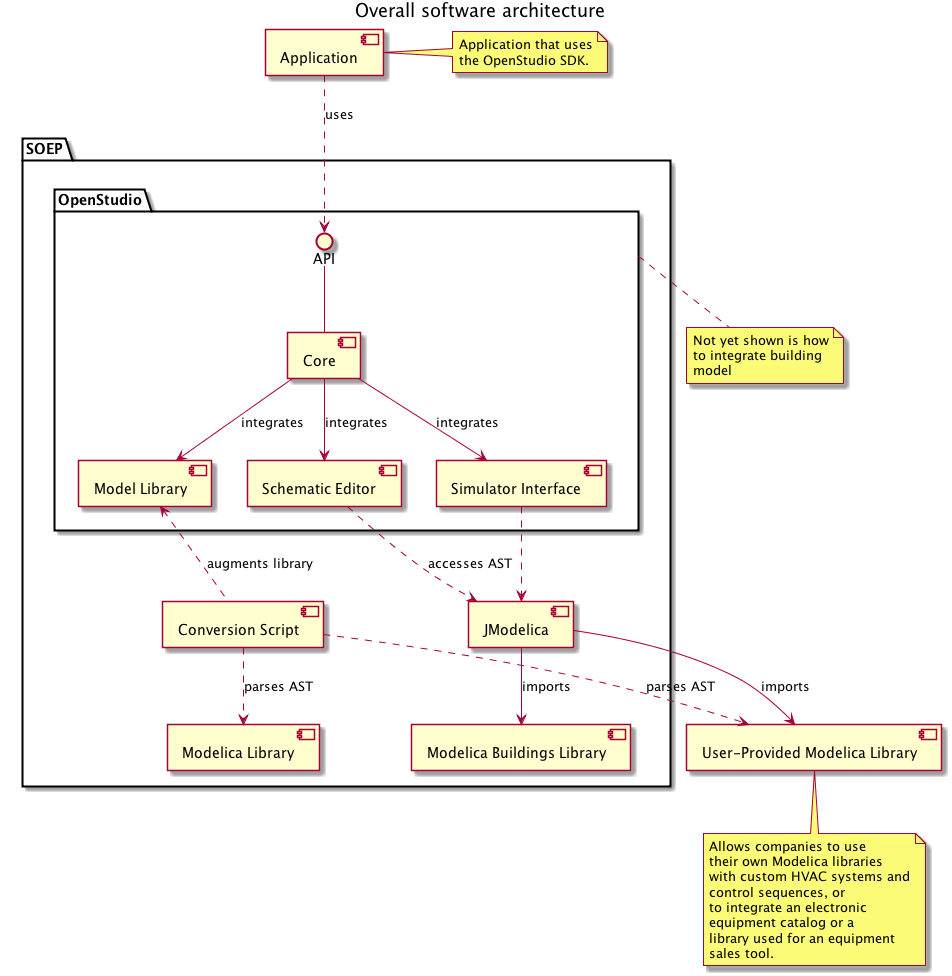 Overall software architecture
Application
Application that uses
the OpenStudio SDK.
uses
SOEP
OpenStudio
API
Not yet shown is how
to integrate building
model
Core
integrates
integrates
integrates
Model Library
Schematic Editor
Simulator Interface
augments library
accesses AST
Conversion Script
JModelica
parses AST
imports
parses AST
imports
Modelica Library
Modelica Buildings Library
User-Provided Modelica Library
Allows companies to use
their own Modelica libraries
with custom HVAC systems and
control sequences, or
to integrate an electronic
equipment catalog or a
library used for an equipment
sales tool.